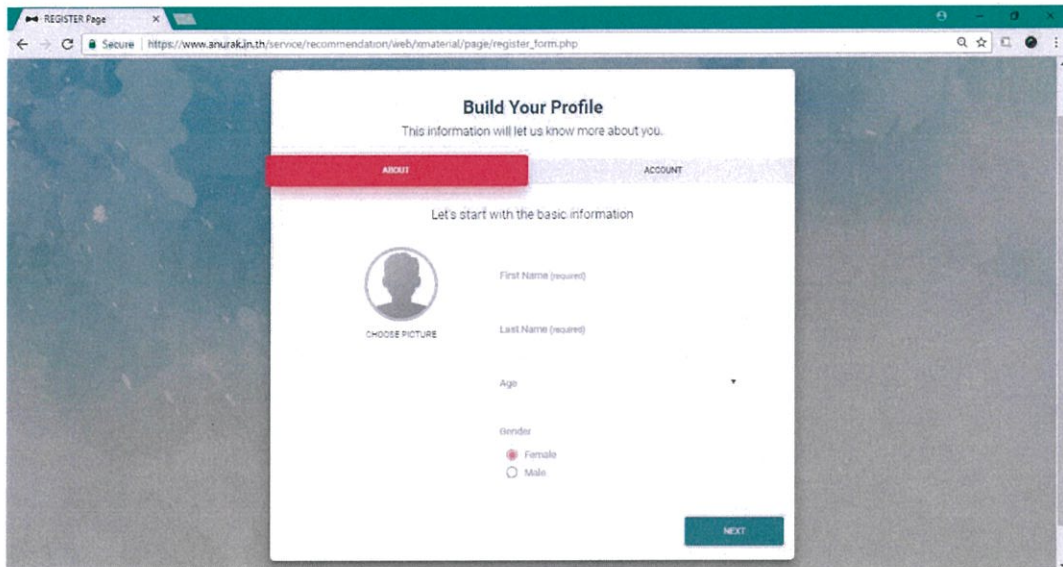 REGISTER Page
Secure https://www.anurak.in.th/service/recommendation/web/xmaterial/page/register_form.php
Build Your Profile
This information will let us know more about you.
ABOUT
ACCOUNT
Let's start with the basic information
First Name (required)
Last Name (required)
CHOOSE PICTURE
Age
Gender
Female
Male
NEXT